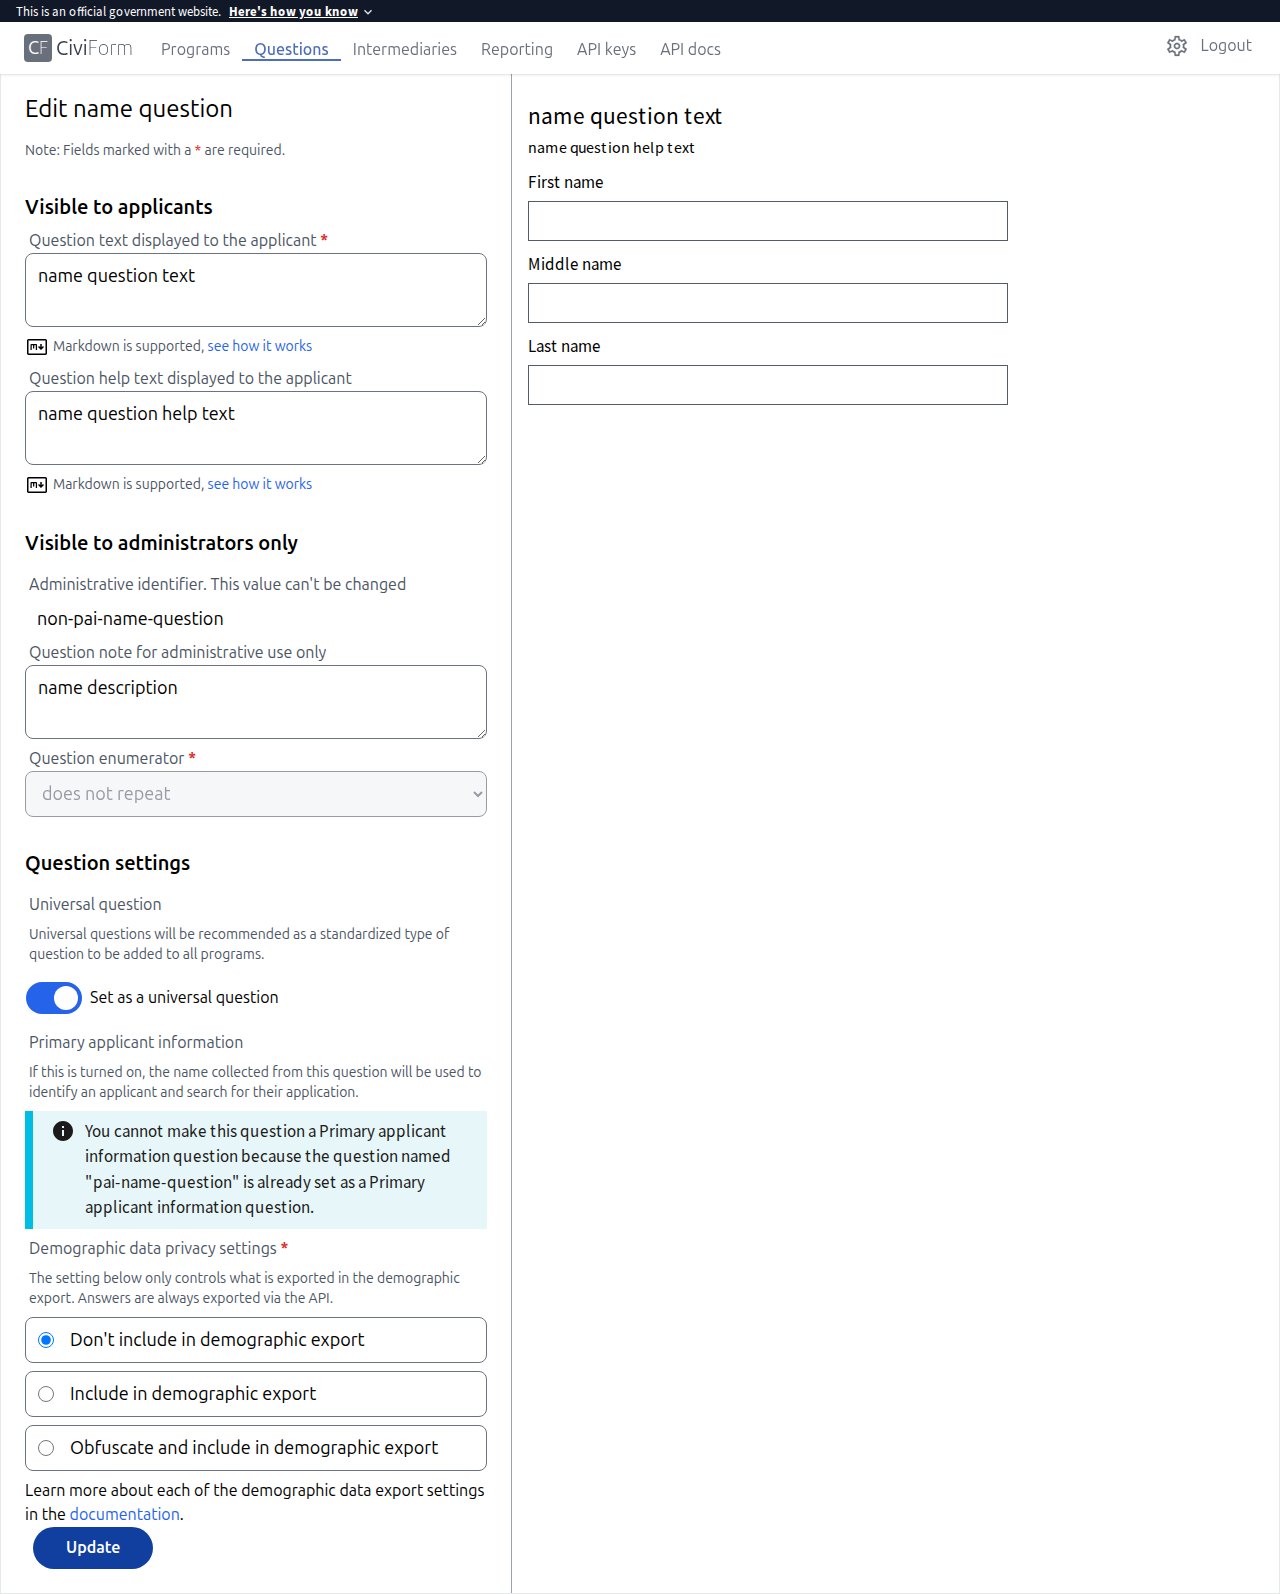 This is an official government website. Here's how you know
CF CiviForm Programs Questions Intermediaries Reporting API keys API docs Logout
Edit name question
Note: Fields marked with a * are required.
Visible to applicants
Question text displayed to the applicant *
name question text
Markdown is supported, see how it works
Question help text displayed to the applicant
name question help text
Markdown is supported, see how it works
Visible to administrators only
Administrative identifier. This value can't be changed
non-pai-name-question
Question note for administrative use only
name description
Question enumerator *
does not repeat
Question settings
Universal question
Universal questions will be recommended as a standardized type of
question to be added to all programs.
Set as a universal question
Primary applicant information
If this is turned on, the name collected from this question will be used to
identify an applicant and search for their application.
You cannot make this question a Primary applicant
information question because the question named
"pai-name-question" is already set as a Primary
applicant information question.
Demographic data privacy settings *
The setting below only controls what is exported in the demographic
export. Answers are always exported via the API.
Don't include in demographic export
Include in demographic export
Obfuscate and include in demographic export
Learn more about each of the demographic data export settings
in the documentation.
Update
name question text
name question help text
First name
Middle name
Last name